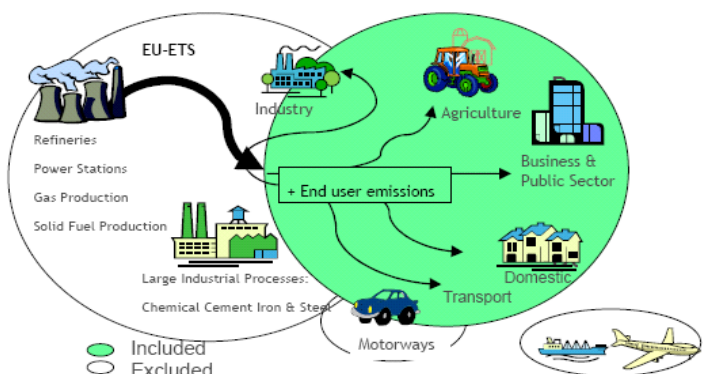 EU-ETS
Industry
Agriculture
Refineries
Power Stations
Gas Production
Solid Fuel Production
Business &
Public Sector
+ End user emissions
Large Industrial Processes:
Chemical Cement Iron & Steel
Domestic
Transport
Motorways
Included
Excluded